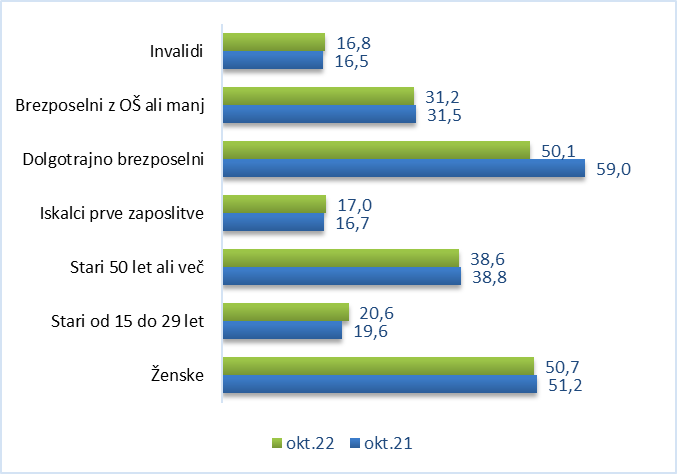 Invalidi
16,8
16,5
Brezposelni z OŠ ali manj
31,2
31,5
Dolgotrajno brezposelni
50,1
59,0
Iskalci prve zaposlitve
17,0
16,7
Stari 50 let ali več
38,6
38,8
Stari od 15 do 29 let
20,6
19,6
Ženske
50,7
51,2
okt.22 okt.21